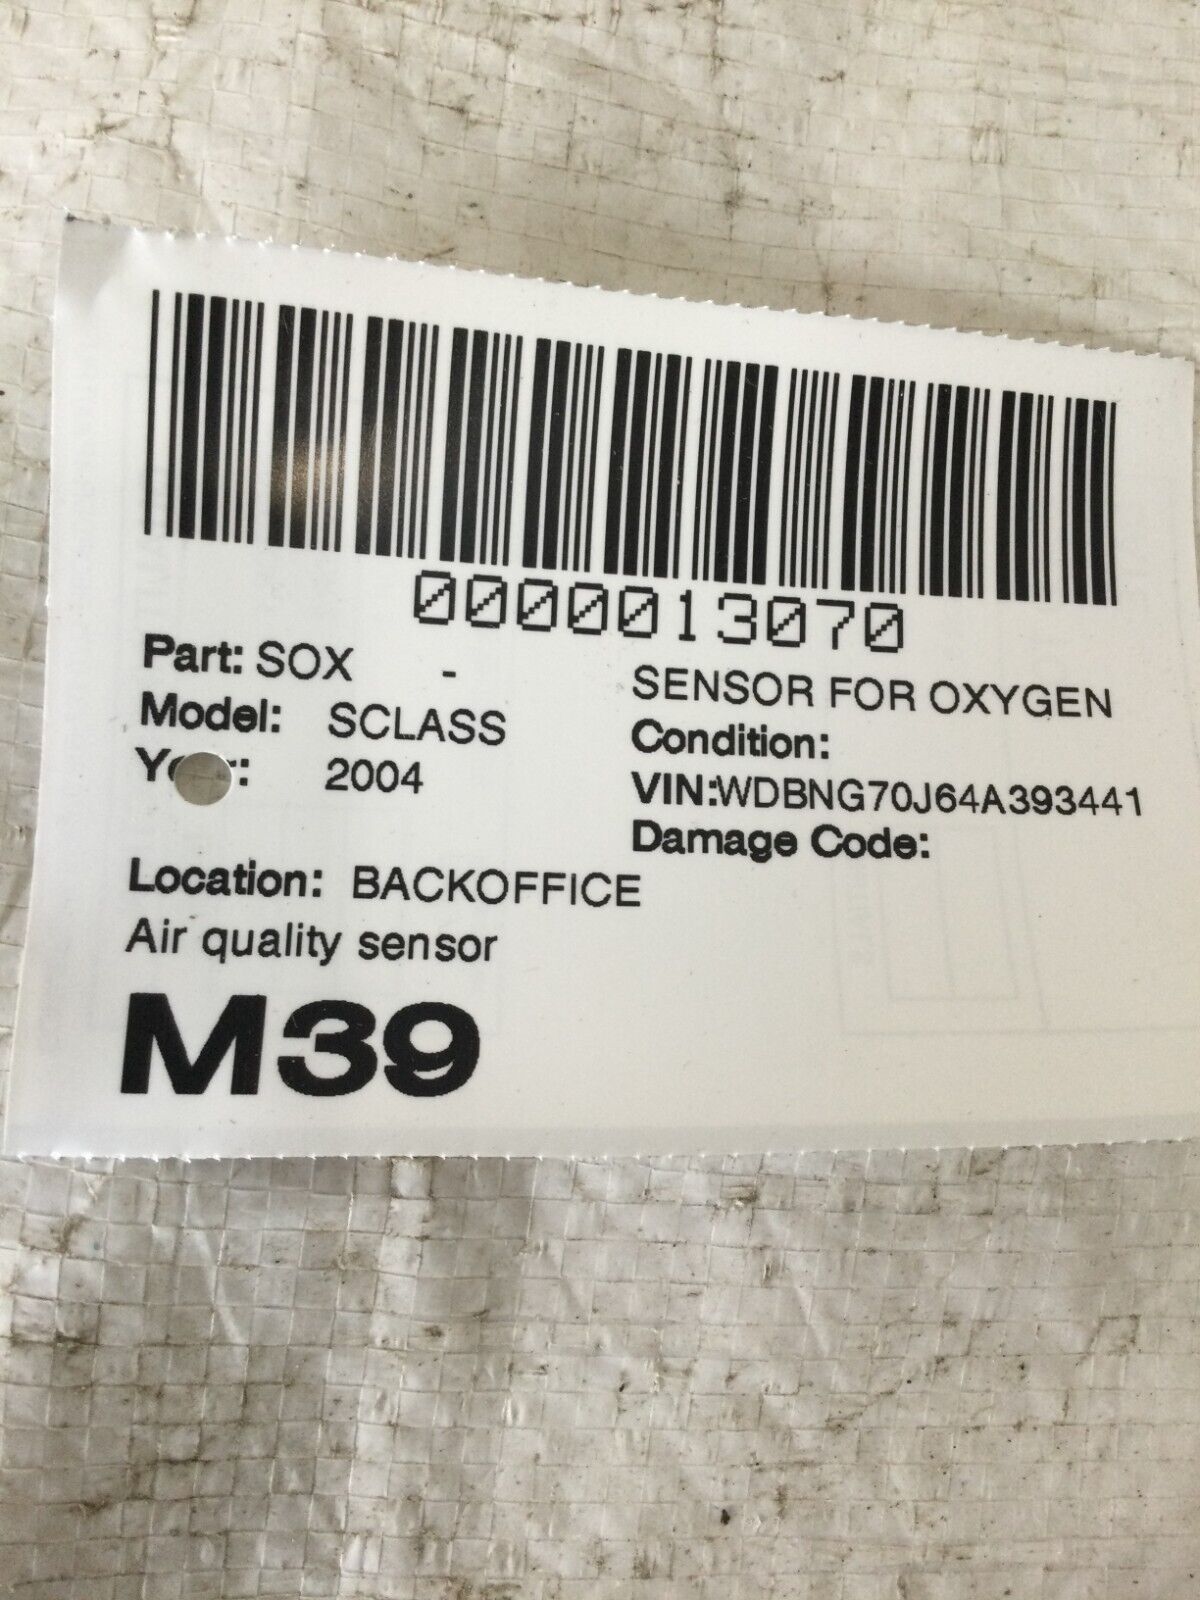 0000013070
Part: SOX - SENSOR FOR OXYGEN
Model: SCLASS Condition:
2004 VIN:WDBNG70J64A393441
Damage Code:
Location: BACKOFFICE
Air quality sensor
M39